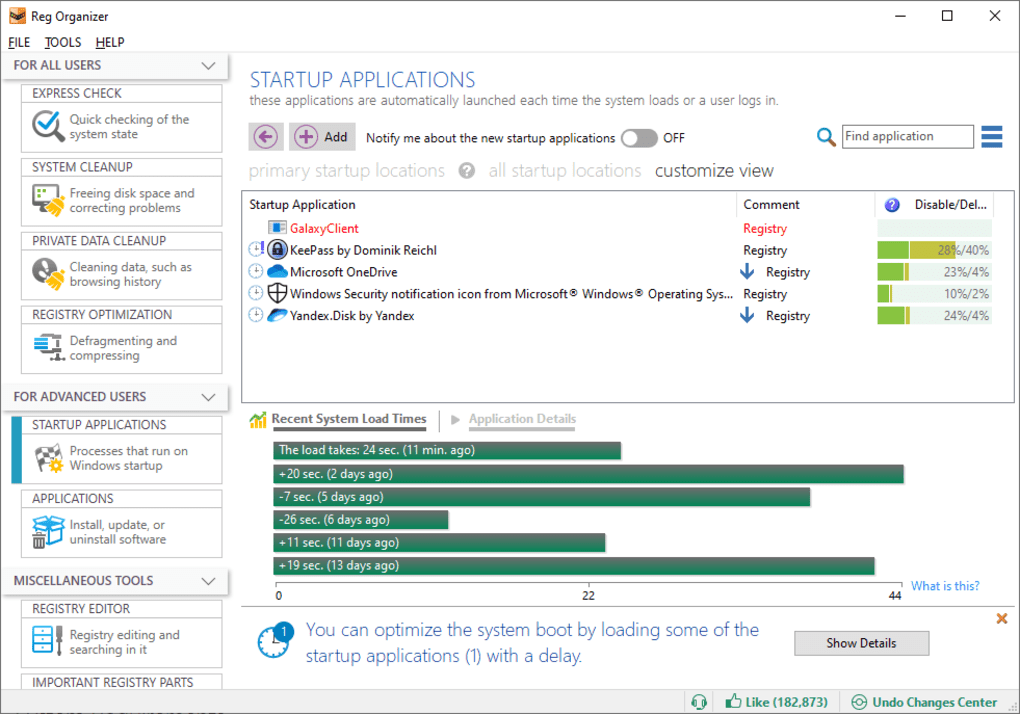 Reg Organizer
FILE TOOLS HELP
FOR ALL USERS
EXPRESS CHECK
Quick checking of the
system state
SYSTEM CLEANUP
Freeing disk space and
correcting problems
PRIVATE DATA CLEANUP
Cleaning data, such as
browsing history
REGISTRY OPTIMIZATION
Defragmenting and
compressing
FOR ADVANCED USERS
STARTUP APPLICATIONS
Processes that run on
Windows startup
APPLICATIONS
Install, update, or
uninstall software
MISCELLANEOUS TOOLS
REGISTRY EDITOR
Registry editing and
searching in it
IMPORTANT REGISTRY PARTS
STARTUP APPLICATIONS
these applications are automatically launched each time the system loads or a user logs in.
Add Notify me about the new startup applications OFF Find application
primary startup locations ? all startup locations customize view
Startup Application Comment ? Disable/Del...
GalaxyClient Registry
KeePass by Dominik Reichl Registry 28%/40%
Microsoft OneDrive Registry 23%/4%
Windows Security notification icon from Microsoft® Windows® Operating Sys... Registry 10%/2%
Yandex.Disk by Yandex Registry 24%/4%
Recent System Load Times Application Details
The load takes: 24 sec. (11 min. ago)
+20 sec. (2 days ago)
-7 sec. (5 days ago)
-26 sec. (6 days ago)
+11 sec. (11 days ago)
+19 sec. (13 days ago)
0 22 44 What is this?
1 You can optimize the system boot by loading some of the
startup applications (1) with a delay.
Show Details
Like (182,873) Undo Changes Center